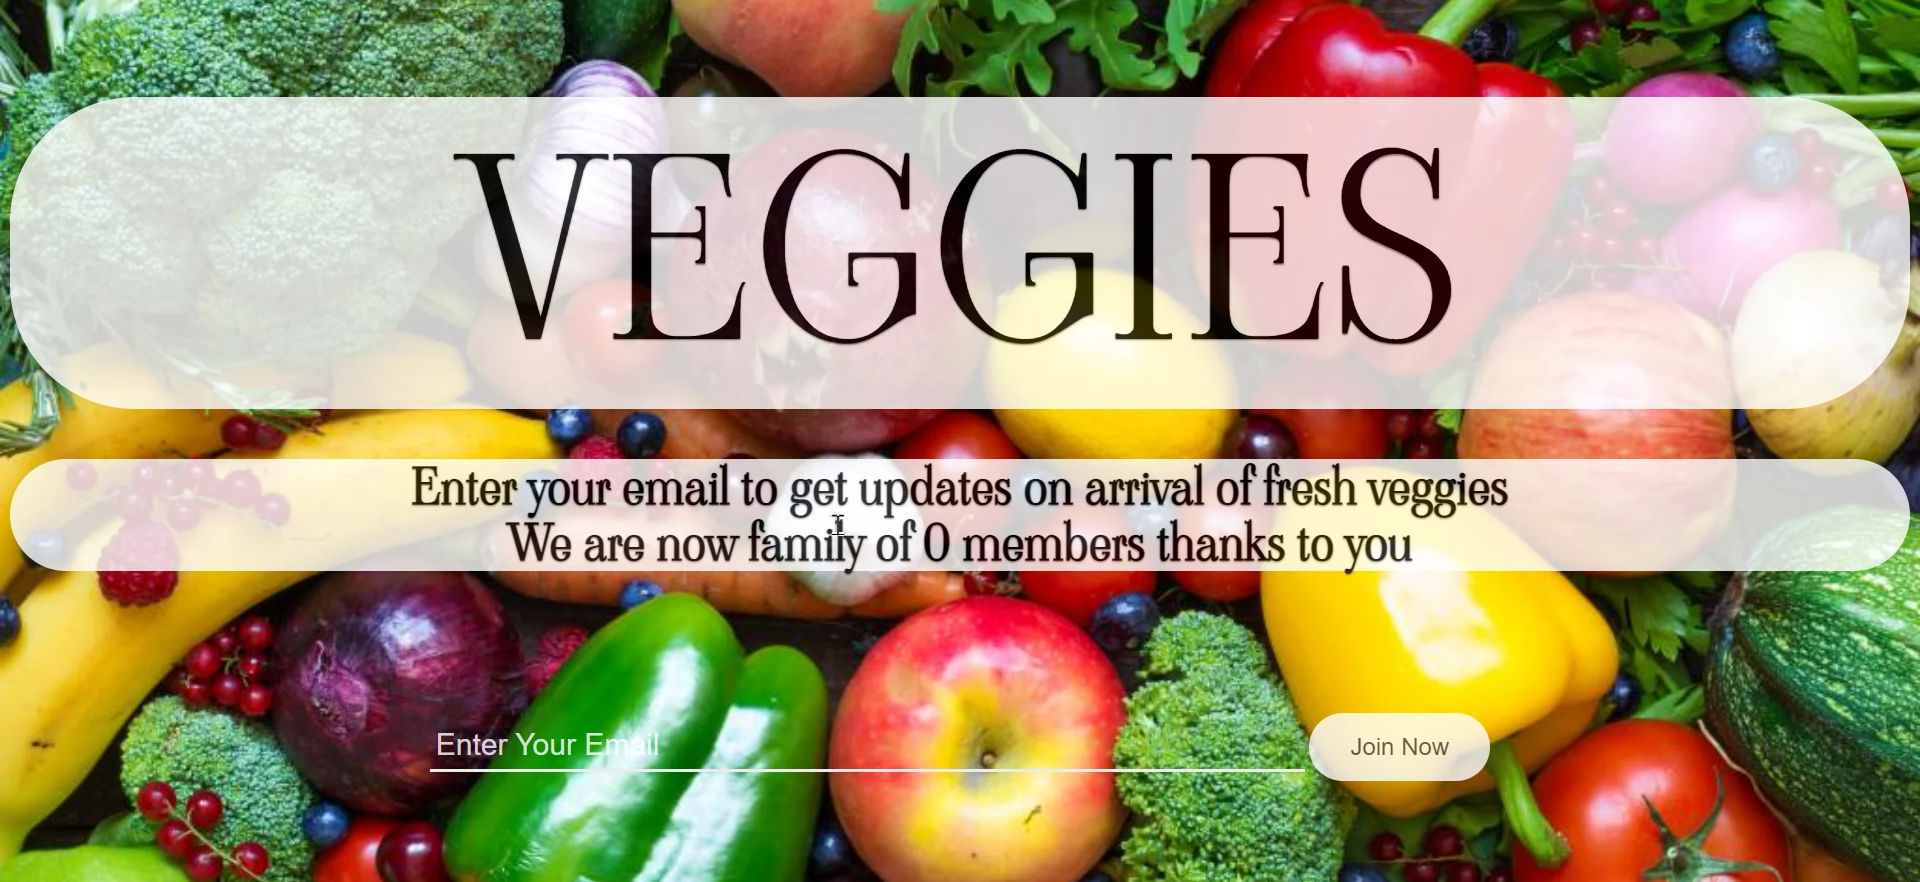 VEGGIES
Enter your email to get updates on arrival of fresh veggies
We are now family of 0 members thanks to you
Enter Your Email
Join Now